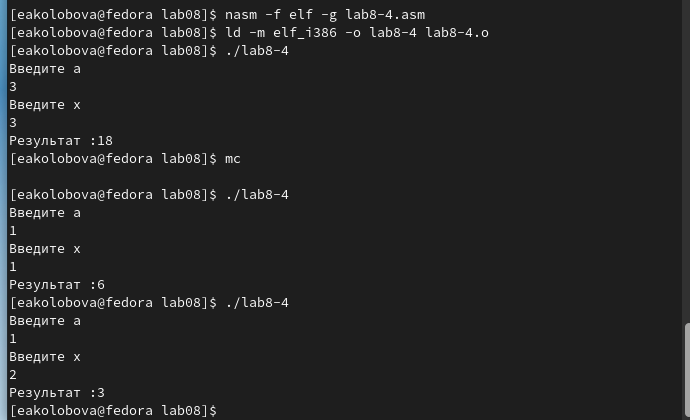 [eakolobova@fedora lab08]$ nasm -f elf -g lab8-4.asm
[eakolobova@fedora lab08]$ ld -m elf_i386 -o lab8-4 lab8-4.o
[eakolobova@fedora lab08]$ ./lab8-4
Введите a
3
Введите x
3
Результат :18
[eakolobova@fedora lab08]$ mc
[eakolobova@fedora lab08]$ ./lab8-4
Введите a
1
Введите x
1
Результат :6
[eakolobova@fedora lab08]$ ./lab8-4
Введите a
1
Введите x
2
Результат :3
[eakolobova@fedora lab08]$